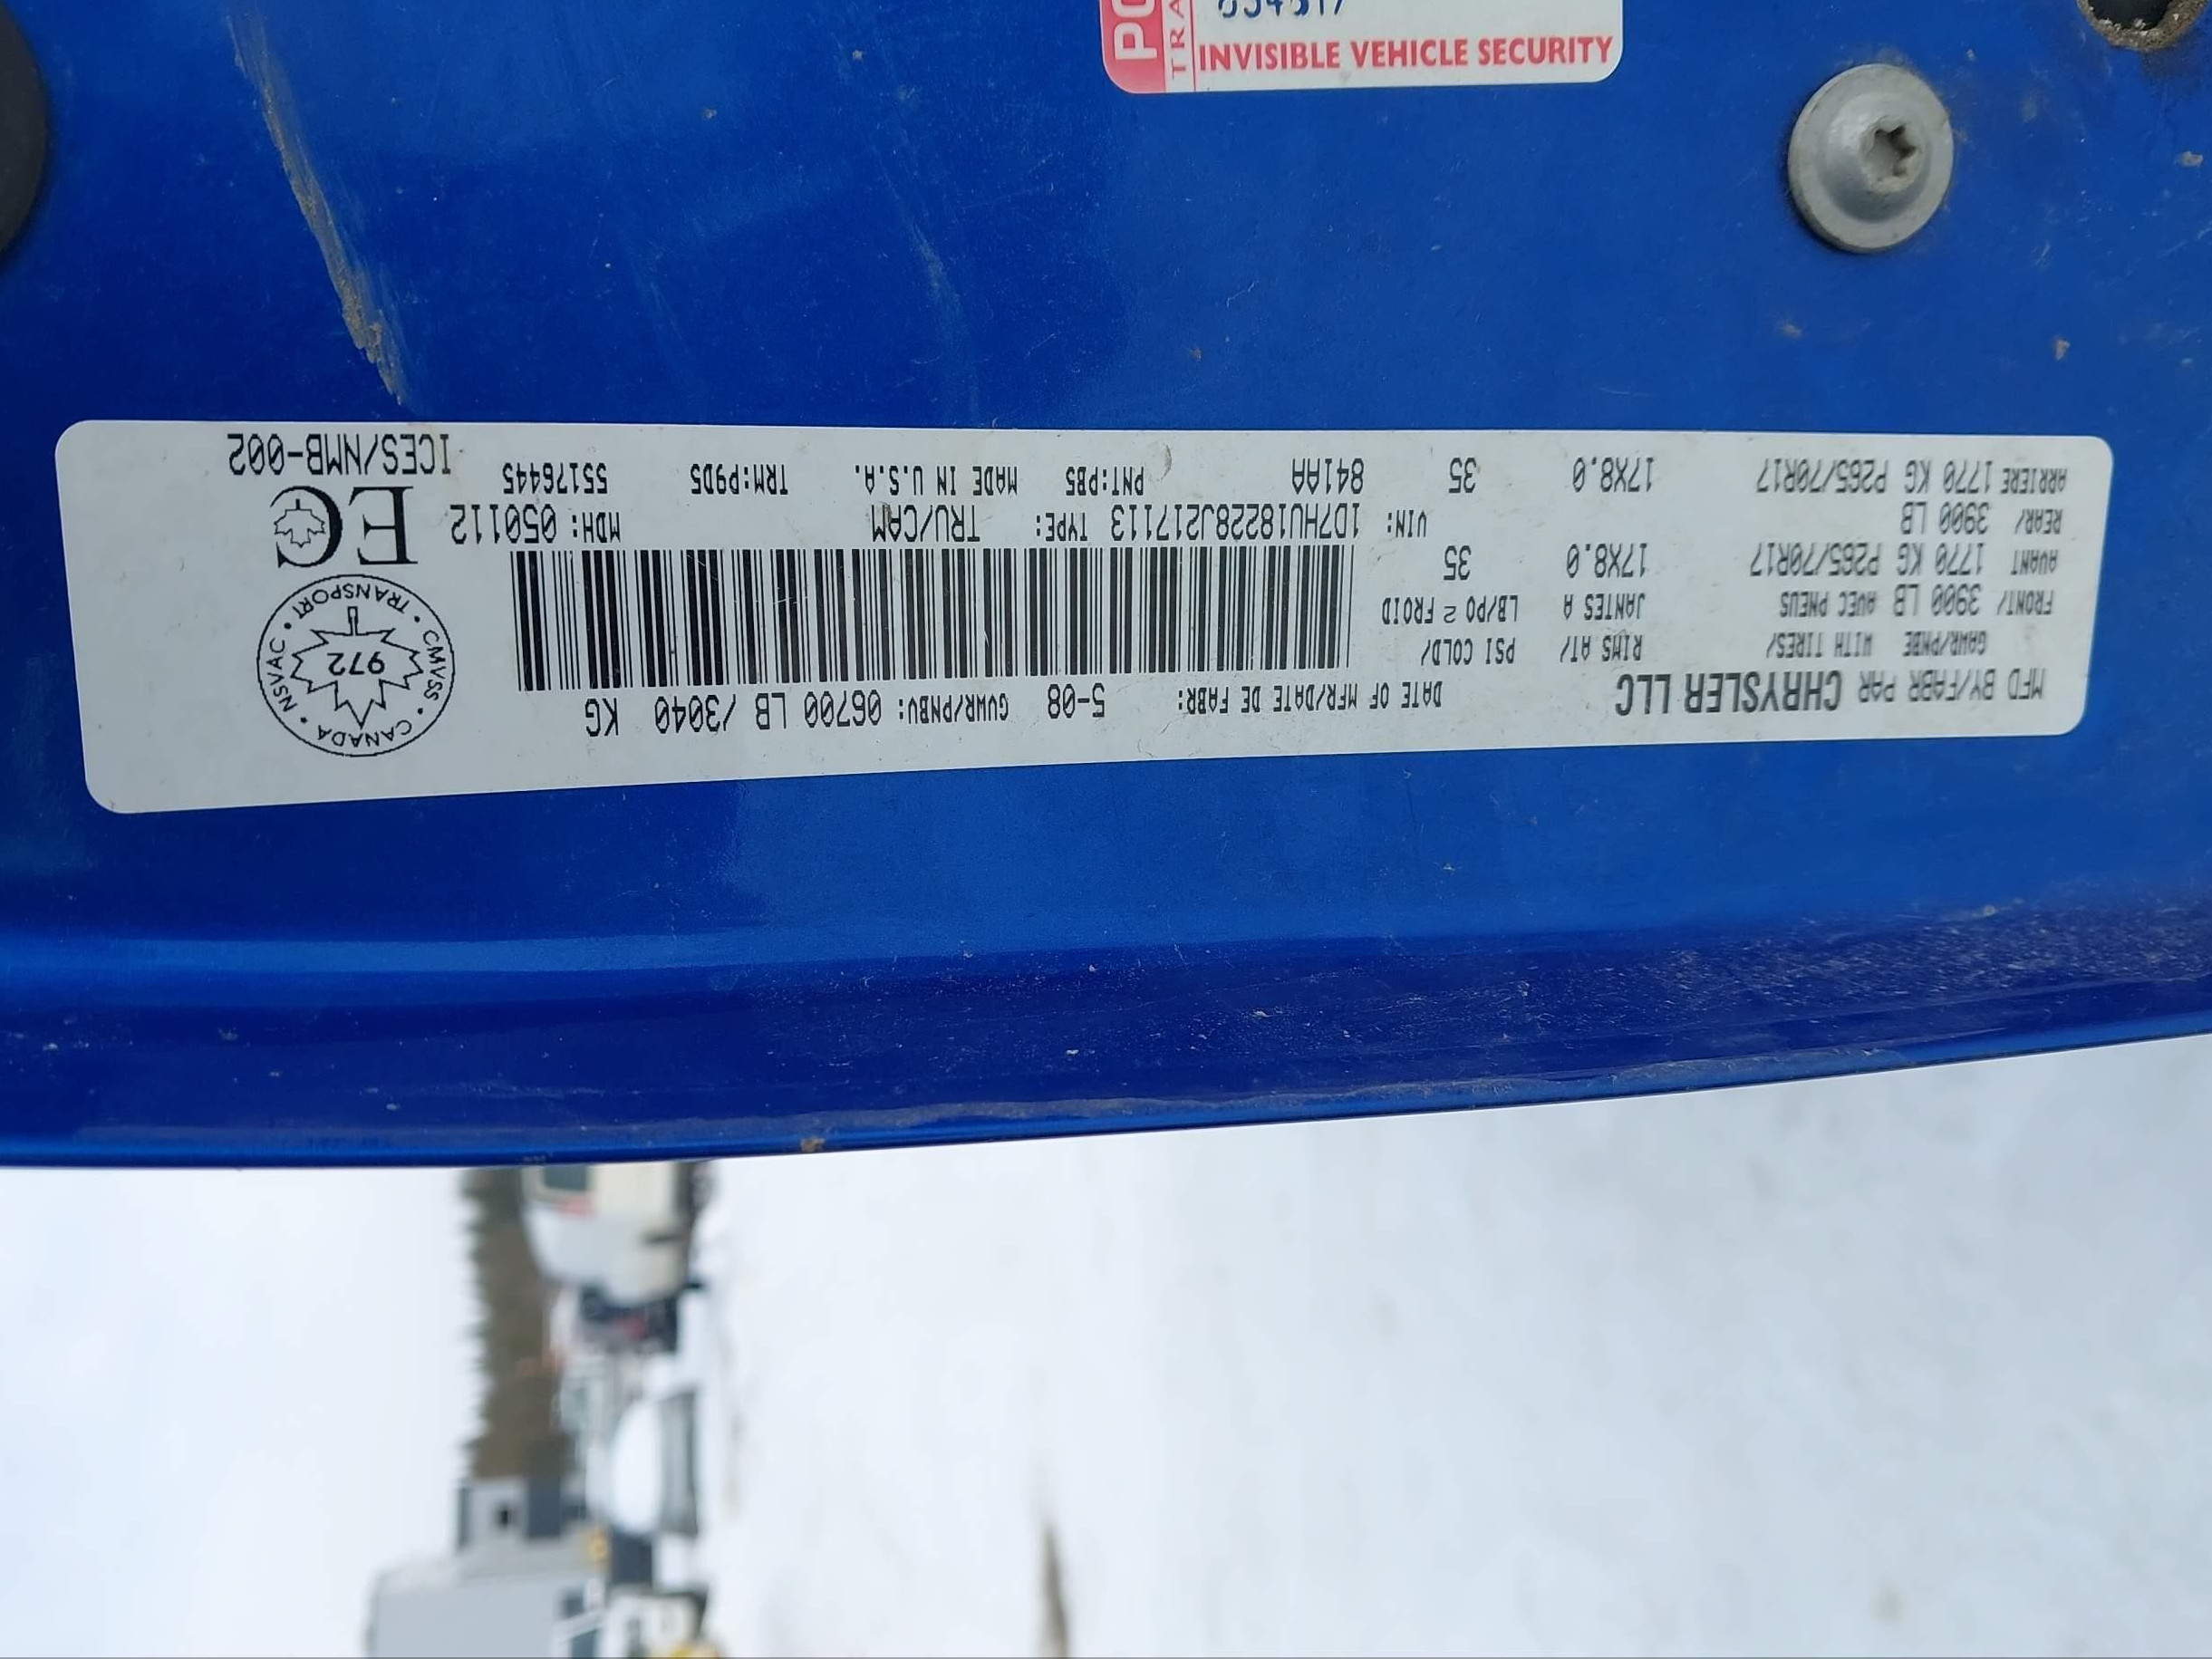 INVISIBLE VEHICLE SECURITY
MFD BY/FABR PAR CHRYSLER LLC DATE OF MFR/DATE DE FABR: 5-08 GVWR/PNBV: 06700 LB /3040 KG
GAWR/PNBE WITH TIRES/ RIMS AT/ PSI COLD/
FRONT/ 3900 LB AVEC PNEUS JANTES A LB/PO 2 FROID
AVANT 1770 KG P265/70R17 17X8.0 35
REAR/ 3900 LB
ARRIERE 1770 KG P265/70R17 17X8.0 35
VIN: 1D7HU18228J217113 TYPE: TRU/CAM MDH: 050112
841AA PNT:PB5 MADE IN U.S.A. TRM:P9D5 55176445
CANADA • CMVSS • TRANSPORT • NSVAC •
972
EC
ICES/NMB-002